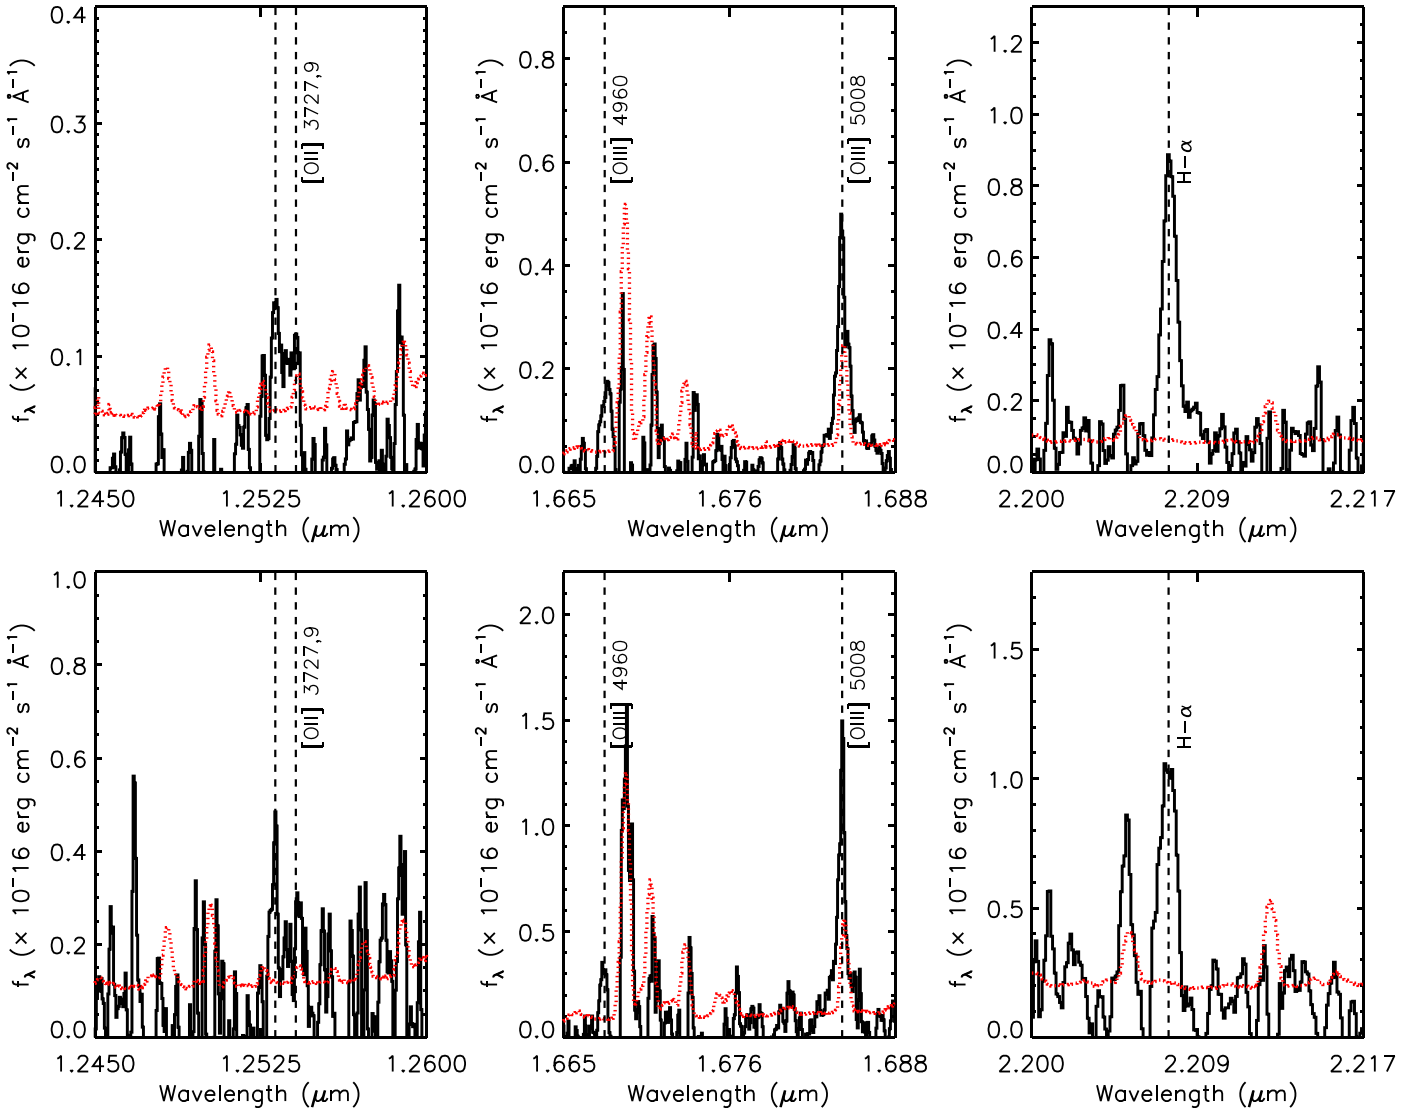 0.4
0.3
0.2
0.1
0.0
f_λ (× 10^−16 erg cm^−2 s^−1 Å^−1)
[OII] 3727,9
1.2450 1.2525 1.2600
Wavelength (μm)
0.8
0.6
0.4
0.2
0.0
f_λ (× 10^−16 erg cm^−2 s^−1 Å^−1)
[OIII] 4960
[OIII] 5008
1.665 1.676 1.688
Wavelength (μm)
1.2
1.0
0.8
0.6
0.4
0.2
0.0
f_λ (× 10^−16 erg cm^−2 s^−1 Å^−1)
H−α
2.200 2.209 2.217
Wavelength (μm)
1.0
0.8
0.6
0.4
0.2
0.0
f_λ (× 10^−16 erg cm^−2 s^−1 Å^−1)
[OII] 3727,9
1.2450 1.2525 1.2600
Wavelength (μm)
2.0
1.5
1.0
0.5
0.0
f_λ (× 10^−16 erg cm^−2 s^−1 Å^−1)
[OIII] 4960
[OIII] 5008
1.665 1.676 1.688
Wavelength (μm)
1.5
1.0
0.5
0.0
f_λ (× 10^−16 erg cm^−2 s^−1 Å^−1)
H−α
2.200 2.209 2.217
Wavelength (μm)